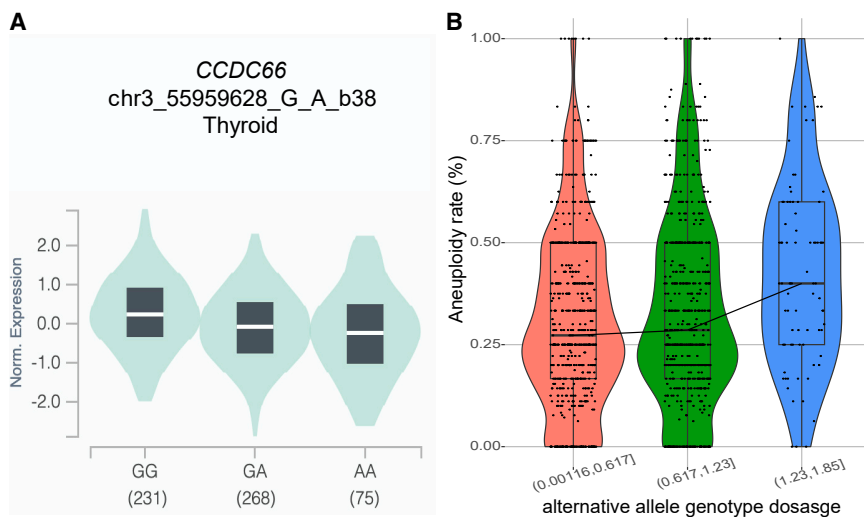 A
CCDC66
chr3_55959628_G_A_b38
Thyroid
Norm. Expression
2.0
1.0
0.0
-1.0
-2.0
GG
GA
AA
(231)
(268)
(75)
B
Aneuploidy rate (%)
1.00
0.75
0.50
0.25
0.00
(0.00116,0.617]
(0.617,1.23]
(1.23,1.85]
alternative allele genotype dosasge